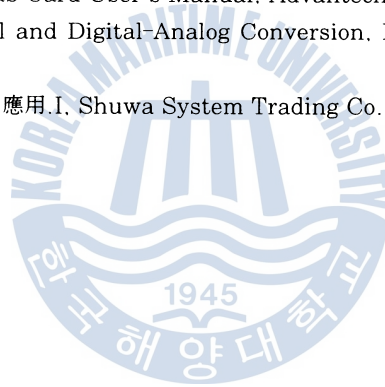 User's Manual, Advantech
l and Digital-Analog Conversion,
應用.I, Shuwa System Trading Co.
KOREA MARITIME UNIVERSITY
1945
한국해양대학교